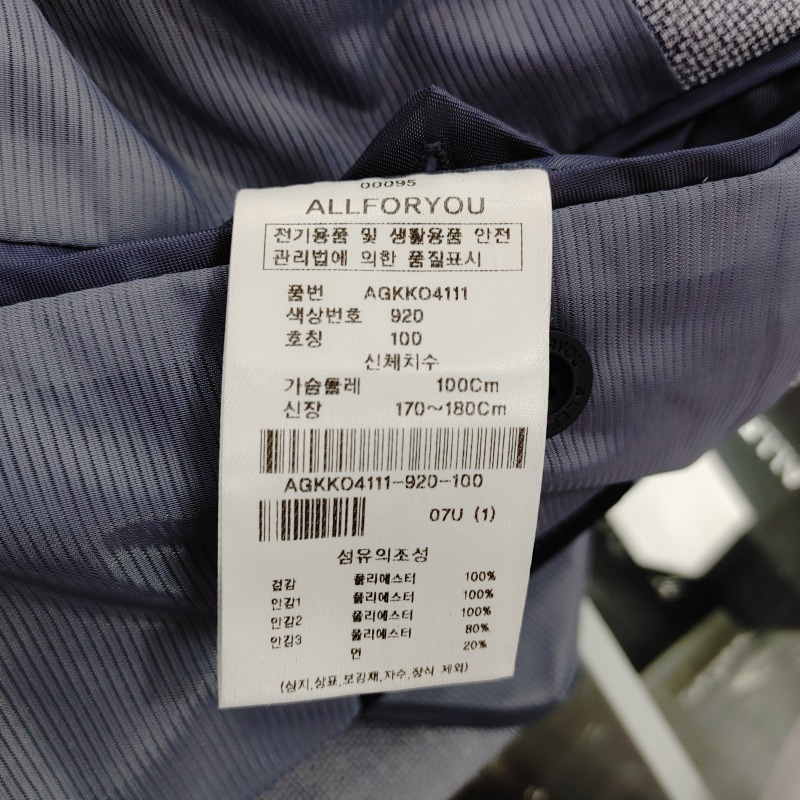 00095
ALLFORYOU
전기용품 및 생활용품 안전
관리법에 의한 품질표시
품번 AGKKO4111
색상번호 920
호칭 100
신체치수
가슴둘레 100Cm
신장 170~180Cm
AGKKO4111-920-100
07U (1)
섬유의조성
겉감 폴리에스터 100%
안감1 폴리에스터 100%
안감2 폴리에스터 100%
안감3 폴리에스터 80%
면 20%
(심지,상표,보강재,자수,장식 제외)